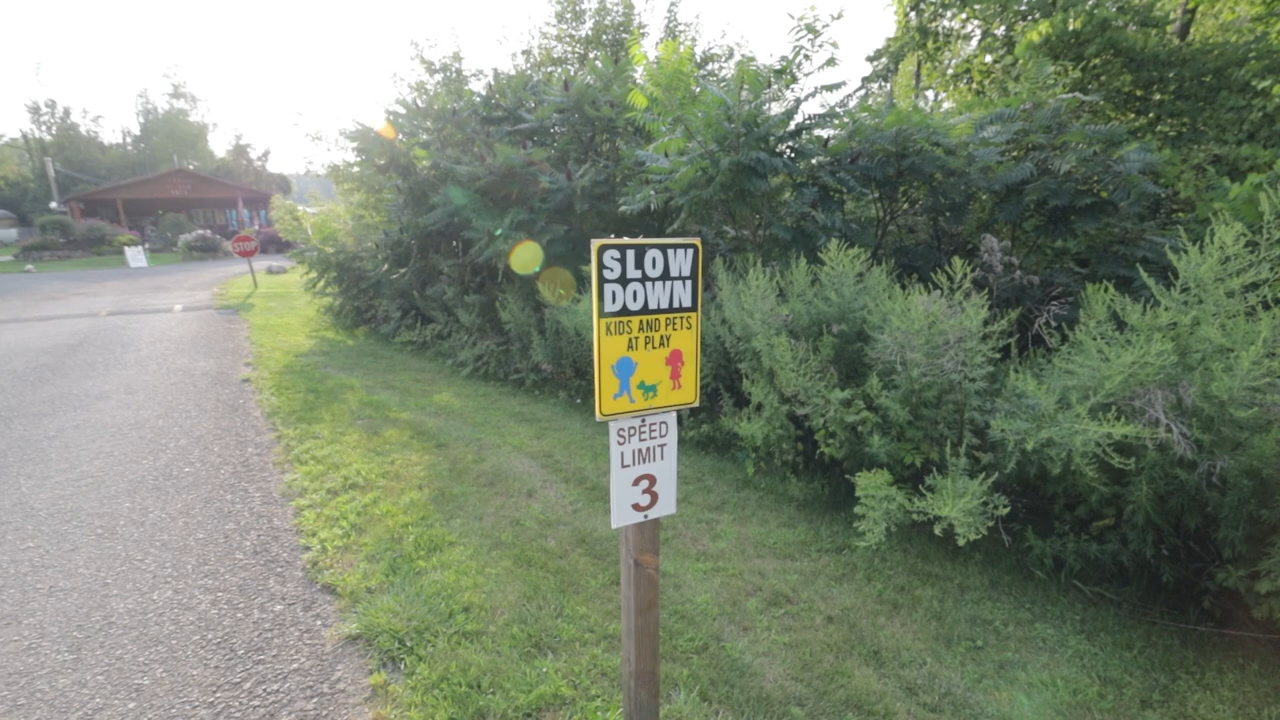 SLOW
DOWN
KIDS AND PETS
AT PLAY
SPEED
LIMIT
3
STOP